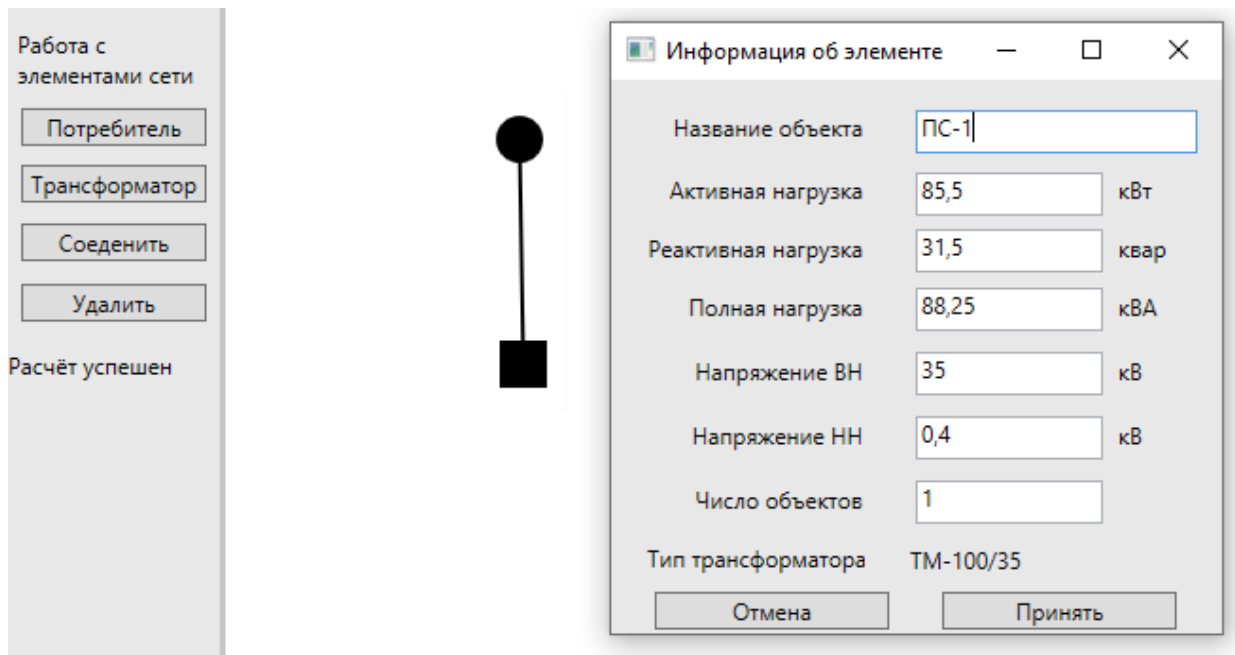 Работа с
элементами сети
Потребитель
Трансформатор
Соеденить
Удалить
Расчёт успешен
Информация об элементе
Название объекта ПС-1
Активная нагрузка 85,5 кВт
Реактивная нагрузка 31,5 квар
Полная нагрузка 88,25 кВА
Напряжение ВН 35 кВ
Напряжение НН 0,4 кВ
Число объектов 1
Тип трансформатора ТМ-100/35
Отмена Принять